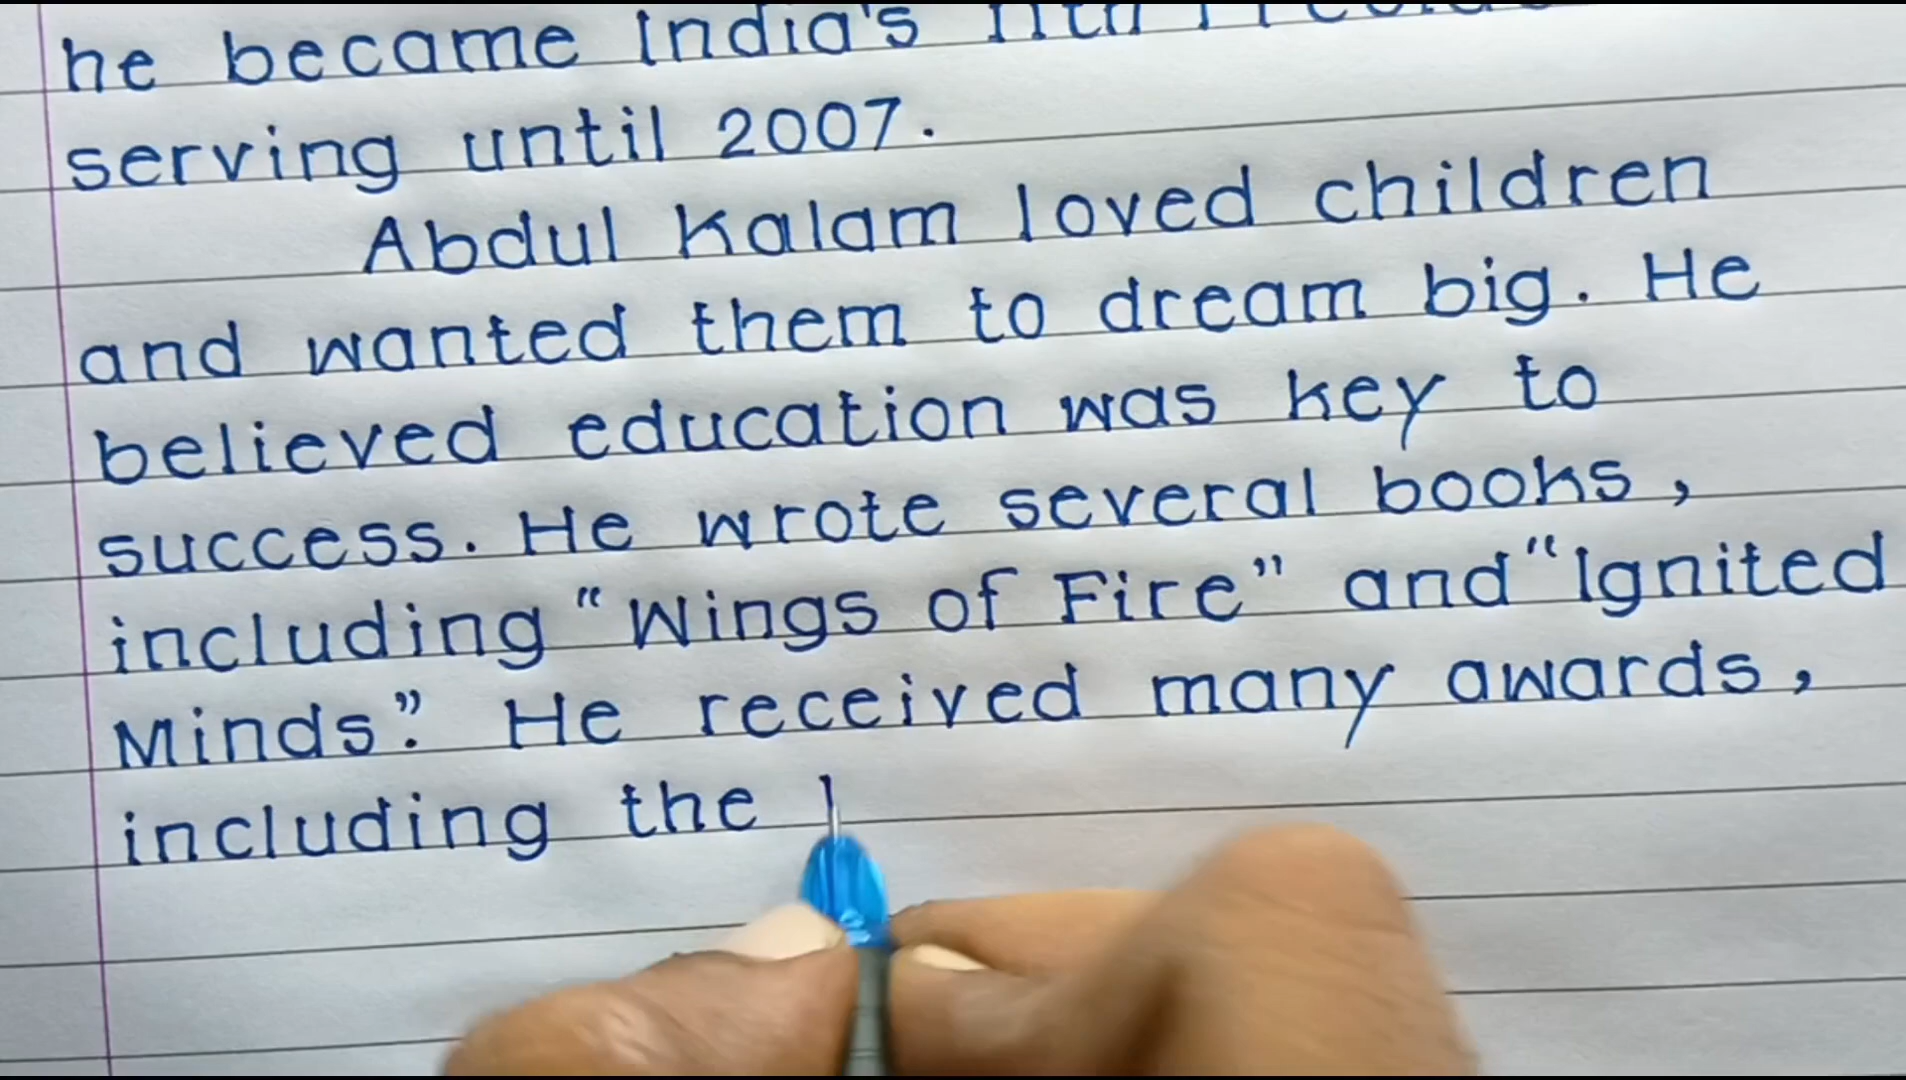 he became India's 11th
serving until 2007.
Abdul Kalam loved children
and wanted them to dream big. He
believed education was key to
success. He wrote several books,
including "Wings of Fire" and "Ignited
Minds". He received many awards,
including the